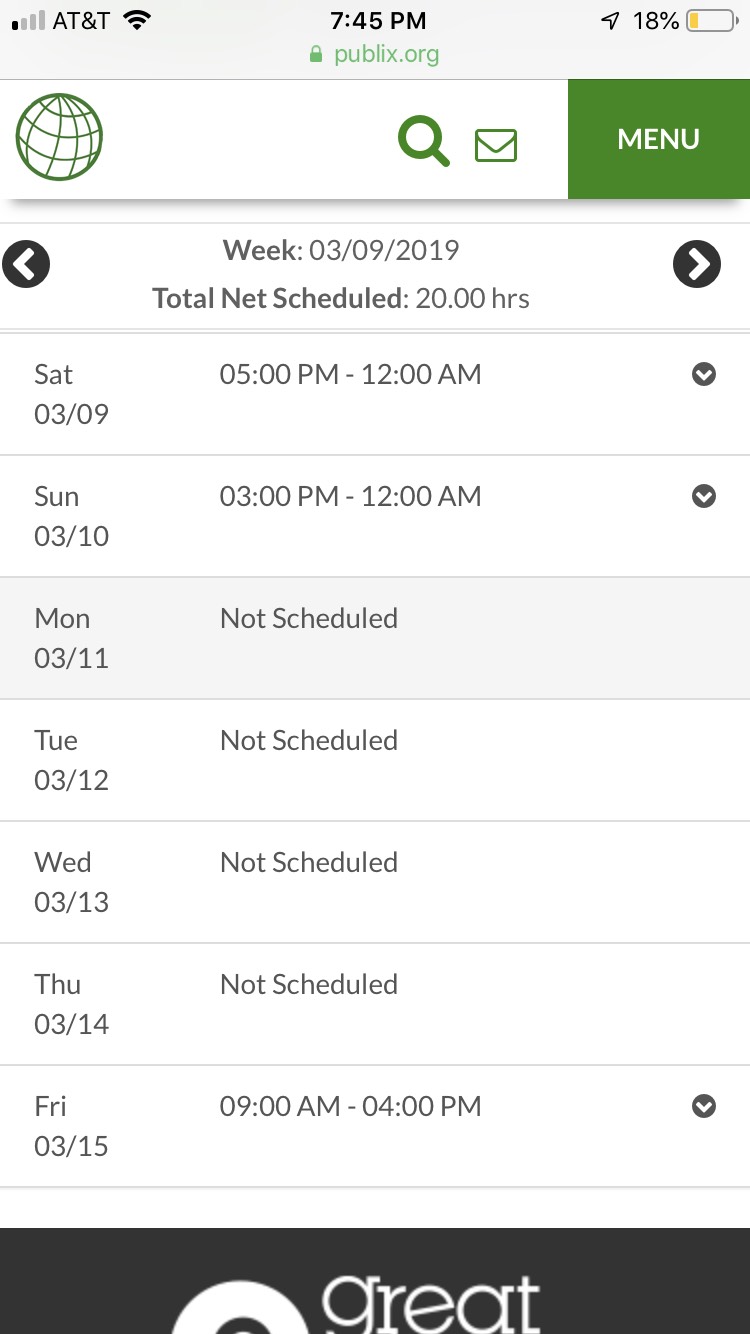 AT&T 7:45 PM 18%
publix.org
MENU
Week: 03/09/2019
Total Net Scheduled: 20.00 hrs
Sat 05:00 PM - 12:00 AM
03/09
Sun 03:00 PM - 12:00 AM
03/10
Mon Not Scheduled
03/11
Tue Not Scheduled
03/12
Wed Not Scheduled
03/13
Thu Not Scheduled
03/14
Fri 09:00 AM - 04:00 PM
03/15
great